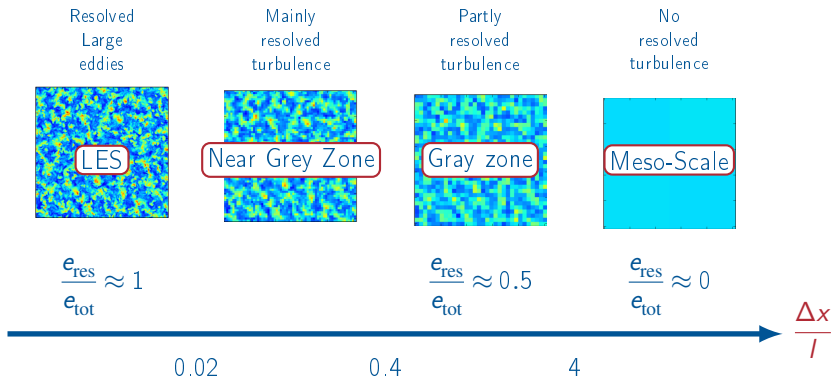 Resolved
Large
eddies
Mainly
resolved
turbulence
Partly
resolved
turbulence
No
resolved
turbulence
LES
Near Grey Zone
Gray zone
Meso-Scale
e_res/e_tot ≈ 1
e_res/e_tot ≈ 0.5
e_res/e_tot ≈ 0
Δx/l
0.02
0.4
4